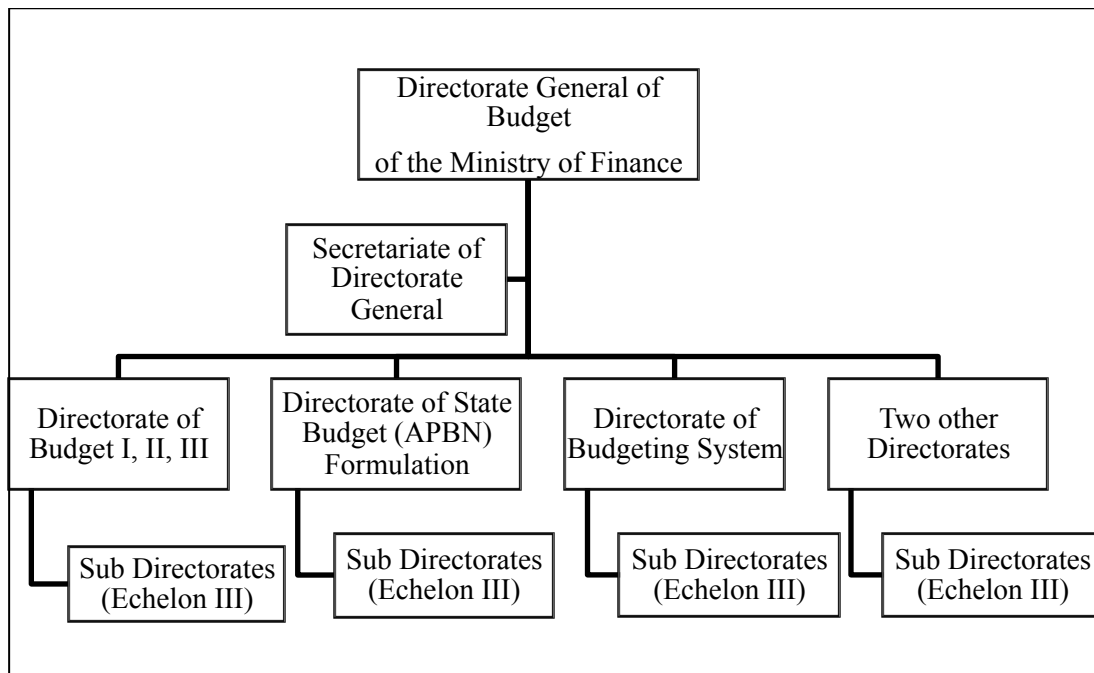 Directorate General of
Budget
of the Ministry of Finance
Secretariate of
Directorate
General
Directorate of
Budget I, II, III
Directorate of State
Budget (APBN)
Formulation
Directorate of
Budgeting System
Two other
Directorates
Sub Directorates
(Echelon III)
Sub Directorates
(Echelon III)
Sub Directorates
(Echelon III)
Sub Directorates
(Echelon III)